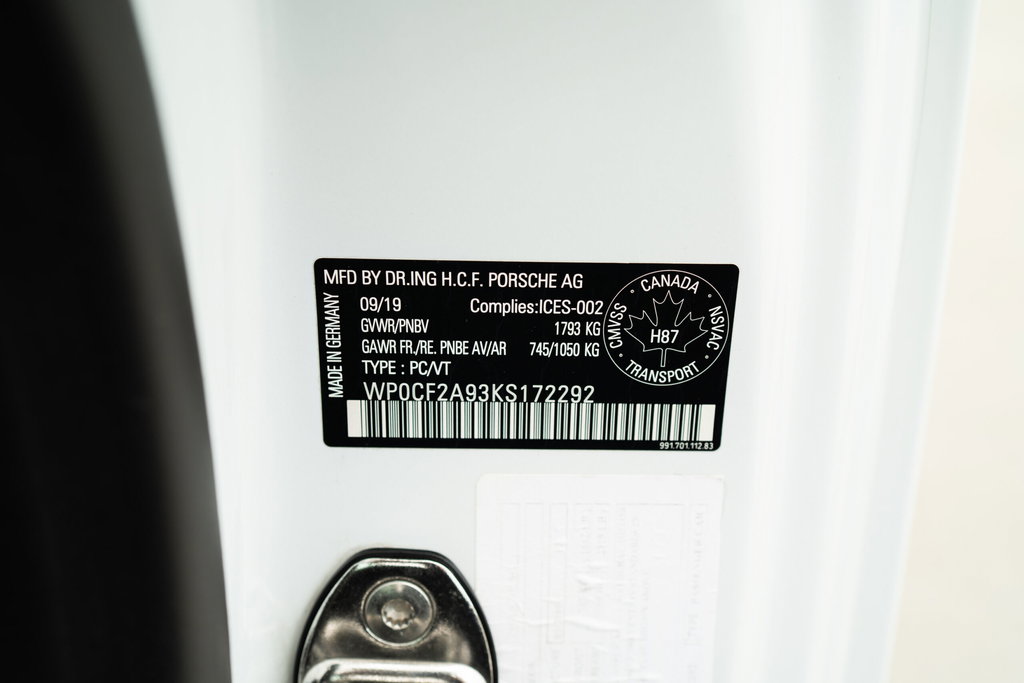 MFD BY DR.ING H.C.F. PORSCHE AG
MADE IN GERMANY
09/19 Complies:ICES-002
GVWR/PNBV 1793 KG
GAWR FR./RE. PNBE AV/AR 745/1050 KG
TYPE : PC/VT
WP0CF2A93KS172292
991.701.112.83
CANADA
CMVSS
NSVAC
H87
TRANSPORT